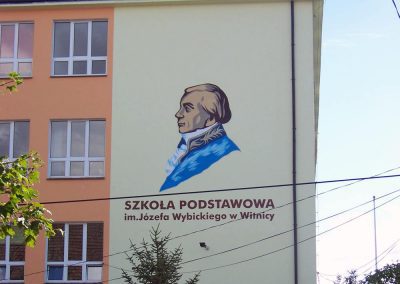 SZKOŁA PODSTAWOWA
im.Józefa Wybickiego w Witnicy